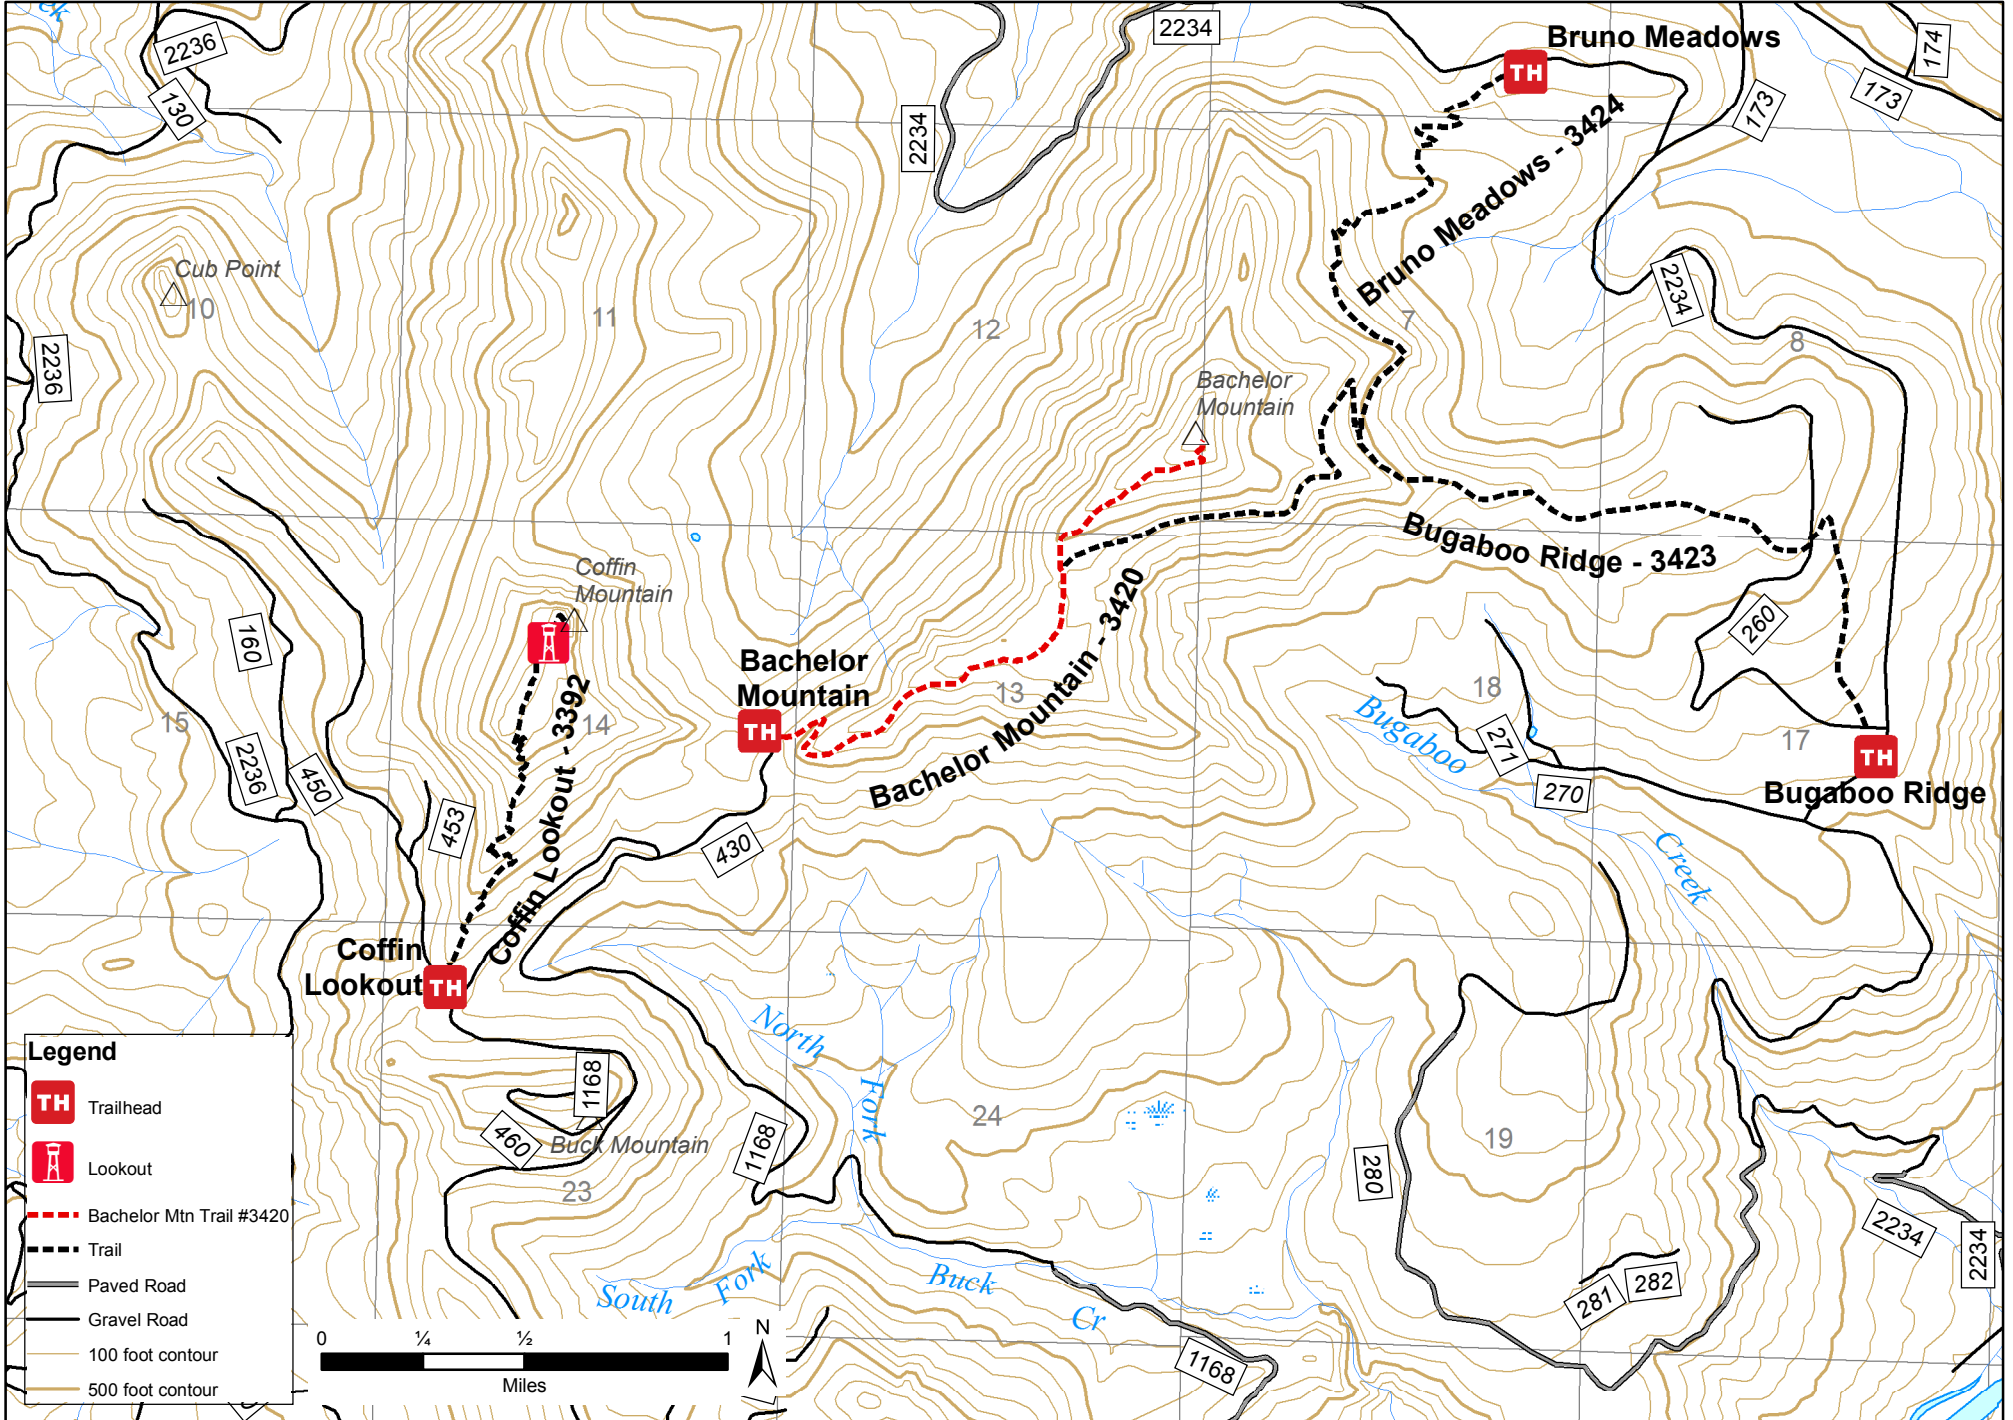 2236
130
2234
2234
Bruno Meadows
TH
174
173
173
Bruno Meadows - 3424
Cub Point
10
11
12
7
2234
8
2236
Bachelor
Mountain
Bugaboo Ridge - 3423
Coffin
Mountain
160
260
Bachelor
Mountain
TH
Bachelor Mountain - 3420
13
14
15
18
17
Bugaboo
Creek
271
270
TH
Bugaboo Ridge
2236
450
453
430
Coffin Lookout - 3392
Coffin
Lookout
TH
North
Fork
1168
460
Buck Mountain
1168
23
24
19
280
2234
2234
281
282
South
Fork
Buck
Cr
1168
Legend
TH
Trailhead
Lookout
Bachelor Mtn Trail #3420
Trail
Paved Road
Gravel Road
100 foot contour
500 foot contour
0 ¼ ½ 1
Miles
N